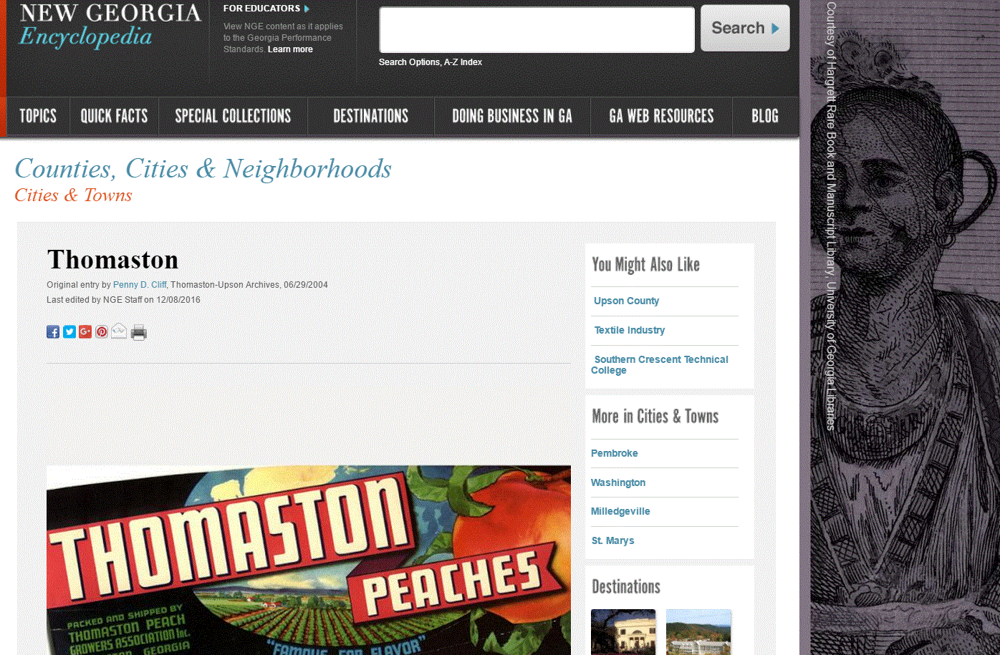 NEW GEORGIA
Encyclopedia
FOR EDUCATORS
View NGE content as it applies
to the Georgia Performance
Standards. Learn more
Search
Search Options, A-Z Index
TOPICS
QUICK FACTS
SPECIAL COLLECTIONS
DESTINATIONS
DOING BUSINESS IN GA
GA WEB RESOURCES
BLOG
Counties, Cities & Neighborhoods
Cities & Towns
Thomaston
Original entry by Penny D. Cliff, Thomaston-Upson Archives, 06/29/2004
Last edited by NGE Staff on 12/08/2016
THOMASTON
PEACHES
PACKED AND SHIPPED BY
THOMASTON PEACH
GROWERS ASSOCIATION Inc.
GEORGIA
"FAMOUS FOR FLAVOR"
You Might Also Like
Upson County
Textile Industry
Southern Crescent Technical
College
More in Cities & Towns
Pembroke
Washington
Milledgeville
St. Marys
Destinations
Courtesy of Hargrett Rare Book and Manuscript Library, University of Georgia Libraries